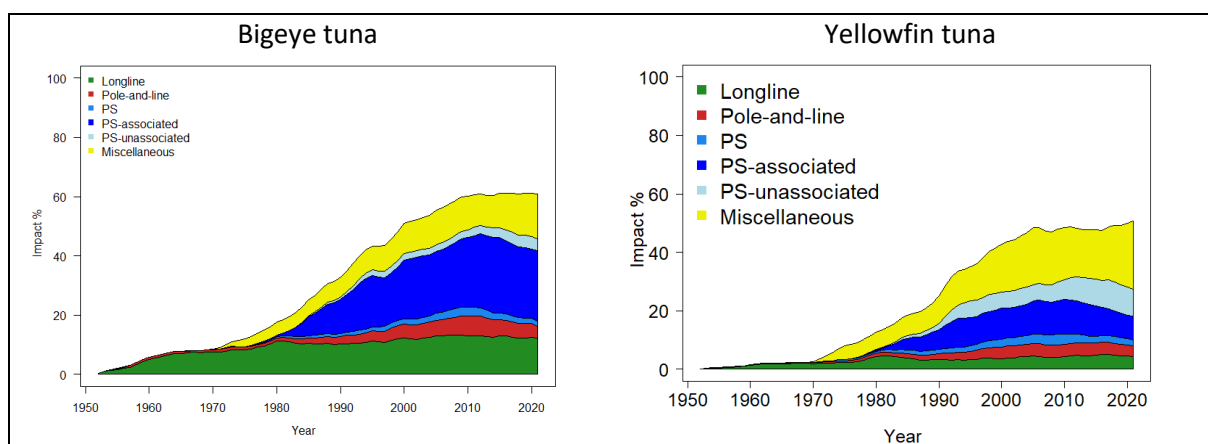 Bigeye tuna
100
80
60
40
20
0
Impact %
Longline
Pole-and-line
PS
PS-associated
PS-unassociated
Miscellaneous
1950 1960 1970 1980 1990 2000 2010 2020
Year
Yellowfin tuna
100
80
60
40
20
0
Impact %
Longline
Pole-and-line
PS
PS-associated
PS-unassociated
Miscellaneous
1950 1960 1970 1980 1990 2000 2010 2020
Year